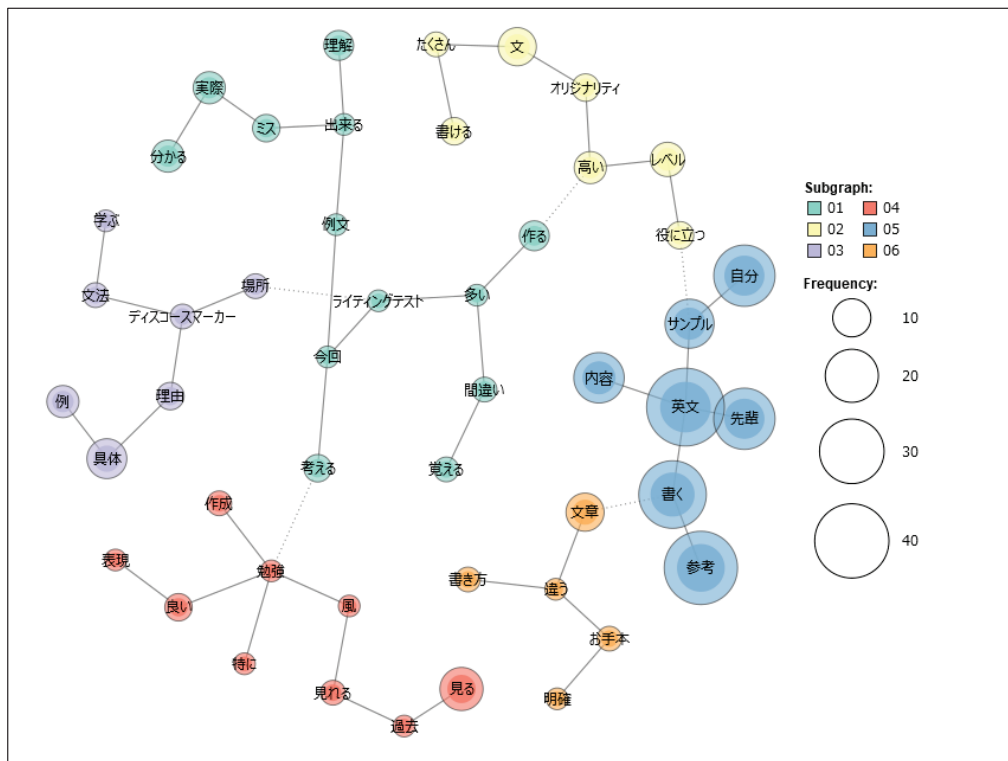 理解
たくさん
文
実際
オリジナリティ
ミス
出来る
書ける
分かる
高い
レベル
Subgraph:
01 04
02 05
03 06
学ぶ
例文
作る
役に立つ
自分
Frequency:
10
20
30
40
文法
場所
ディスコースマーカー
ライティングテスト
多い
サンプル
今回
内容
間違い
理由
例
英文
先輩
具体
考える
覚える
書く
作成
文章
表現
勉強
書き方
違う
参考
良い
風
お手本
特に
見れる
見る
明確
過去